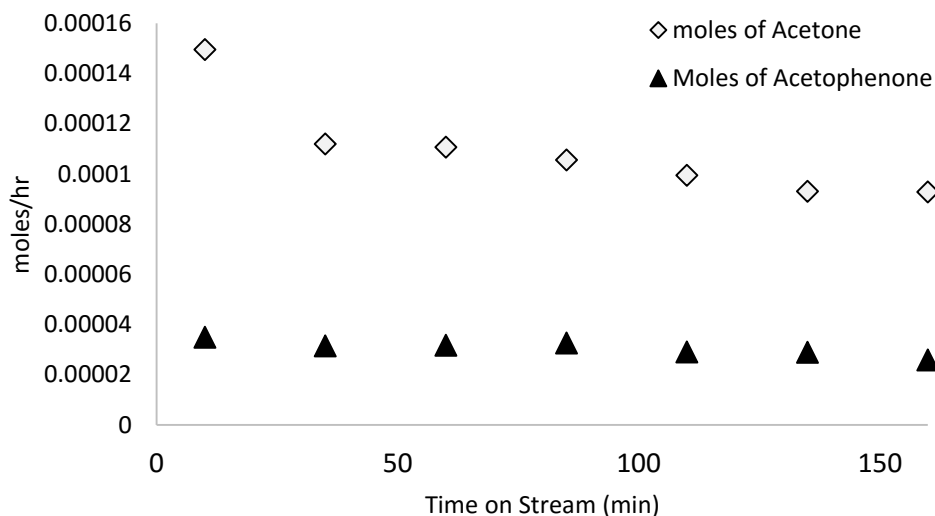 0.00016
0.00014
0.00012
0.0001
0.00008
0.00006
0.00004
0.00002
0
moles/hr
moles of Acetone
Moles of Acetophenone
0 50 100 150
Time on Stream (min)